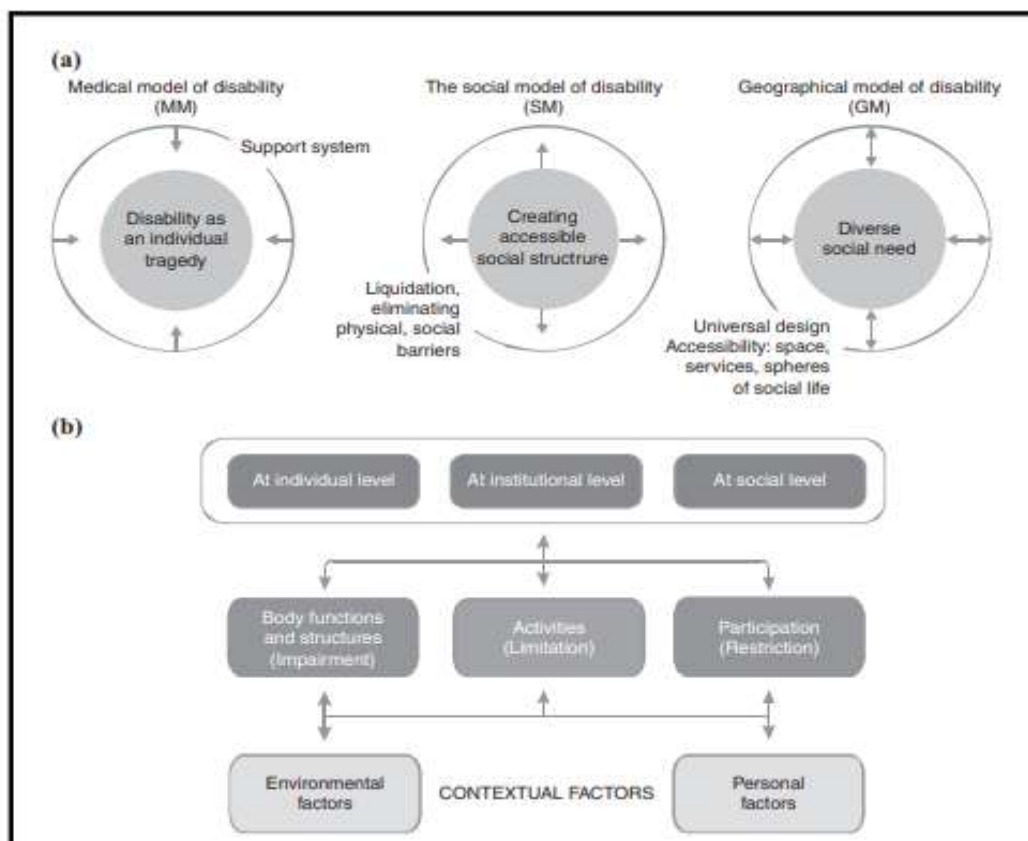 (a)
Medical model of disability
(MM)
Support system
Disability as
an individual
tragedy
The social model of disability
(SM)
Creating
accessible
social structrure
Liquidation,
eliminating
physical, social
barriers
Geographical model of disability
(GM)
Diverse
social need
Universal design
Accessibility: space,
services, spheres
of social life
(b)
At individual level
At institutional level
At social level
Body functions
and structures
(Impairment)
Activities
(Limitation)
Participation
(Restriction)
Environmental
factors
CONTEXTUAL FACTORS
Personal
factors